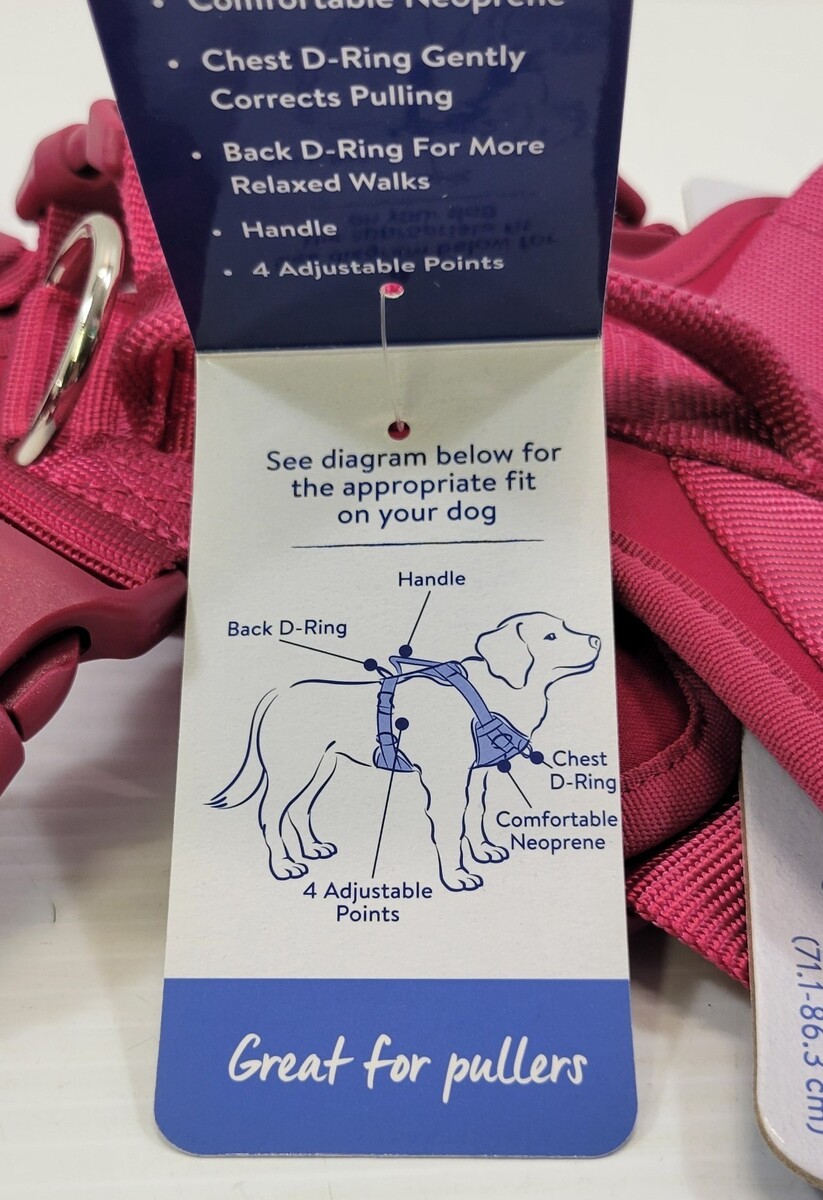 • Comfortable Neoprene
• Chest D-Ring Gently
Corrects Pulling
• Back D-Ring For More
Relaxed Walks
• Handle
• 4 Adjustable Points
See diagram below for
the appropriate fit
on your dog
Handle
Back D-Ring
Chest
D-Ring
Comfortable
Neoprene
4 Adjustable
Points
Great for pullers
(71.1-86.3 cm)